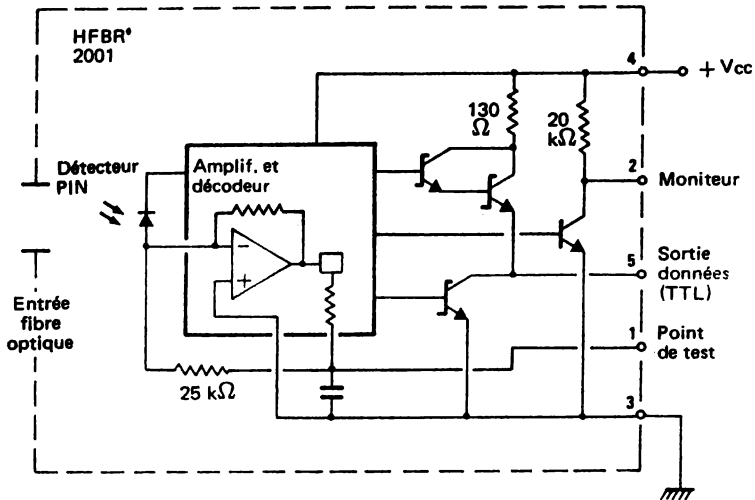 HFBR*
2001
4
+ Vcc
130
Ω
20
kΩ
Détecteur
PIN
Amplif. et
décodeur
2
Moniteur
−
+
5
Sortie
données
(TTL)
Entrée
fibre
optique
1
Point
de test
25 kΩ
3